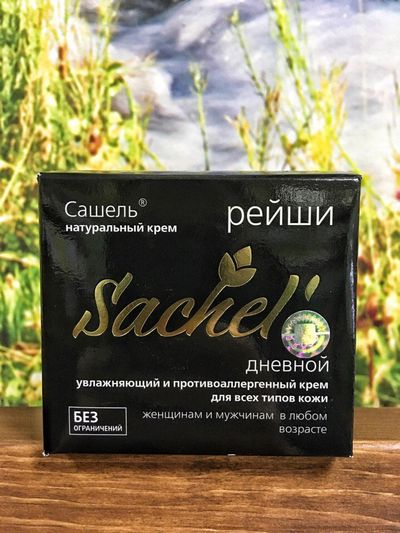 Сашель®
натуральный крем
рейши
Sachel'
дневной
увлажняющий и противоаллергенный крем
для всех типов кожи
БЕЗ
ОГРАНИЧЕНИЙ
женщинам и мужчинам в любом
возрасте